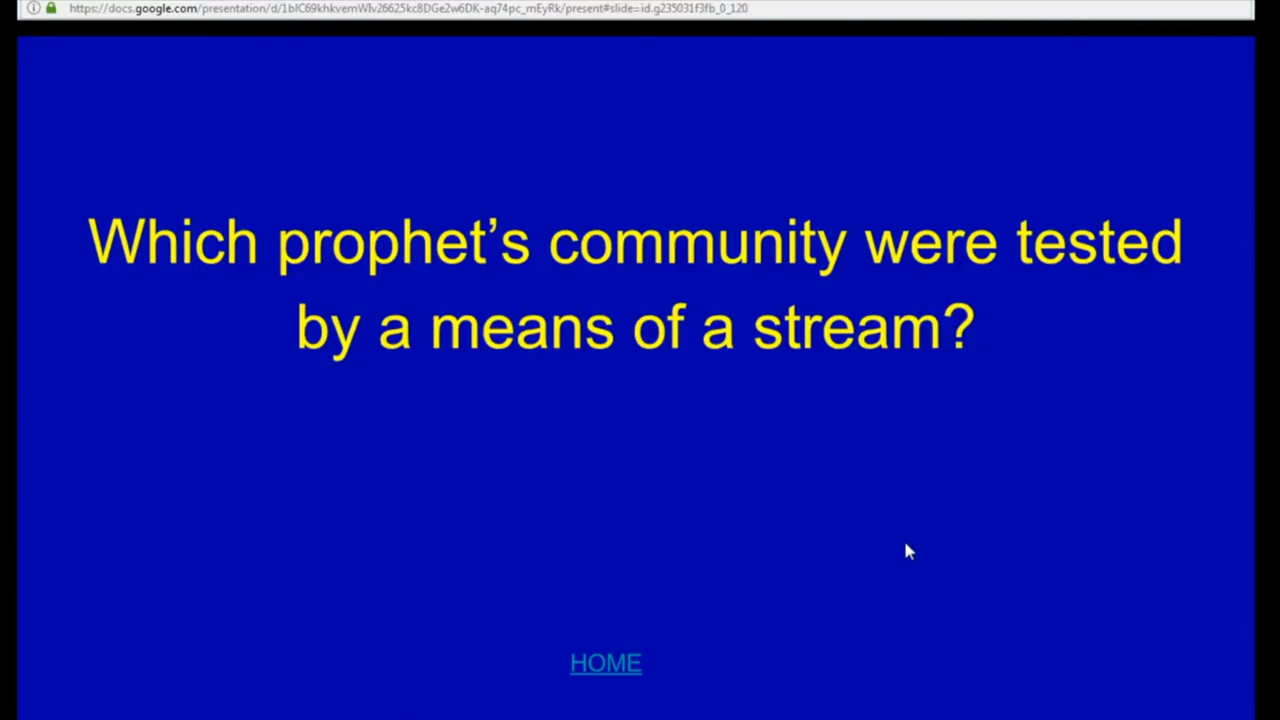 Which prophet’s community were tested
by a means of a stream?
HOME